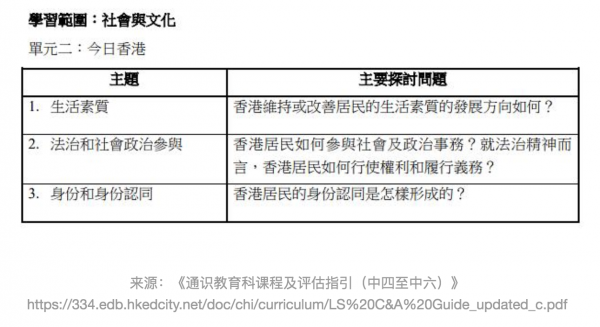 學習範圍：社會與文化
單元二：今日香港
主題
主要探討問題
1. 生活素質
香港維持或改善居民的生活素質的發展方向如何？
2. 法治和社會政治參與
香港居民如何參與社會及政治事務？就法治精神而
言，香港居民如何行使權利和履行義務？
3. 身份和身份認同
香港居民的身份認同是怎樣形成的？
来源：《通识教育科课程及评估指引（中四至中六）》
https://334.edb.hkedcity.net/doc/chi/curriculum/LS%20C&A%20Guide_updated_c.pdf